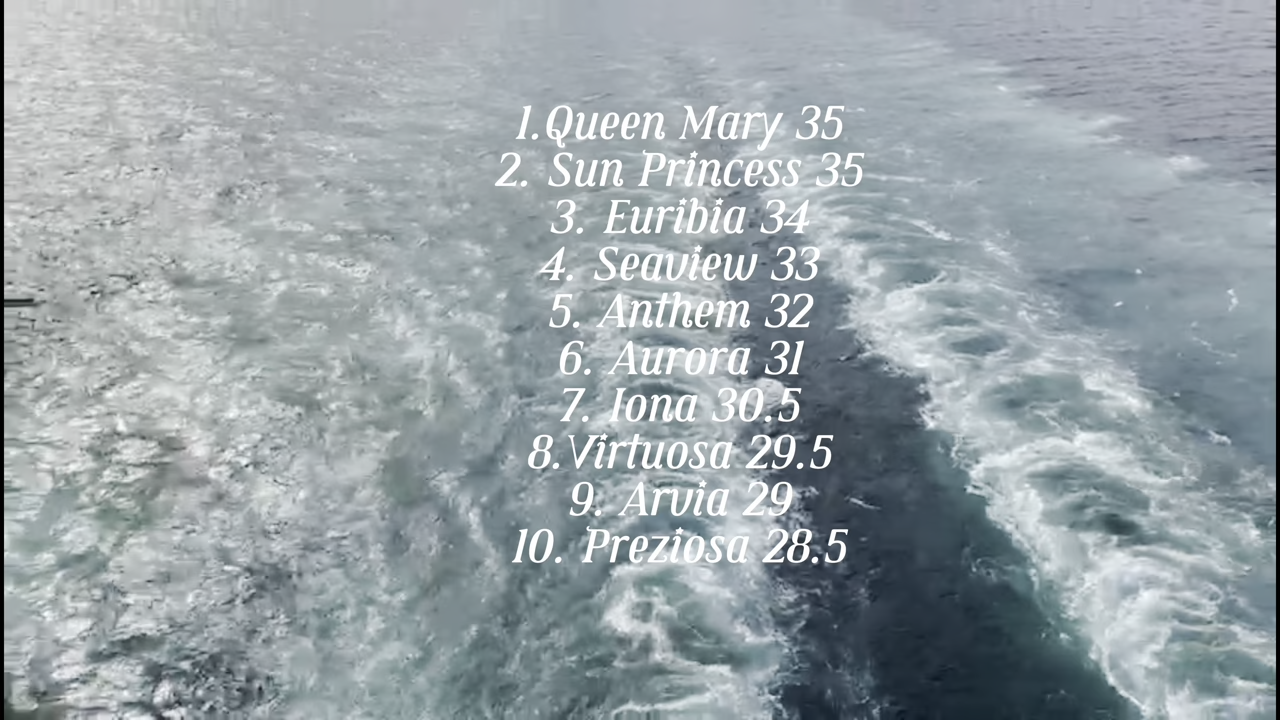 1.Queen Mary 35
2. Sun Princess 35
3. Euribia 34
4. Seaview 33
5. Anthem 32
6. Aurora 31
7. Iona 30.5
8.Virtuosa 29.5
9. Arvia 29
10. Preziosa 28.5